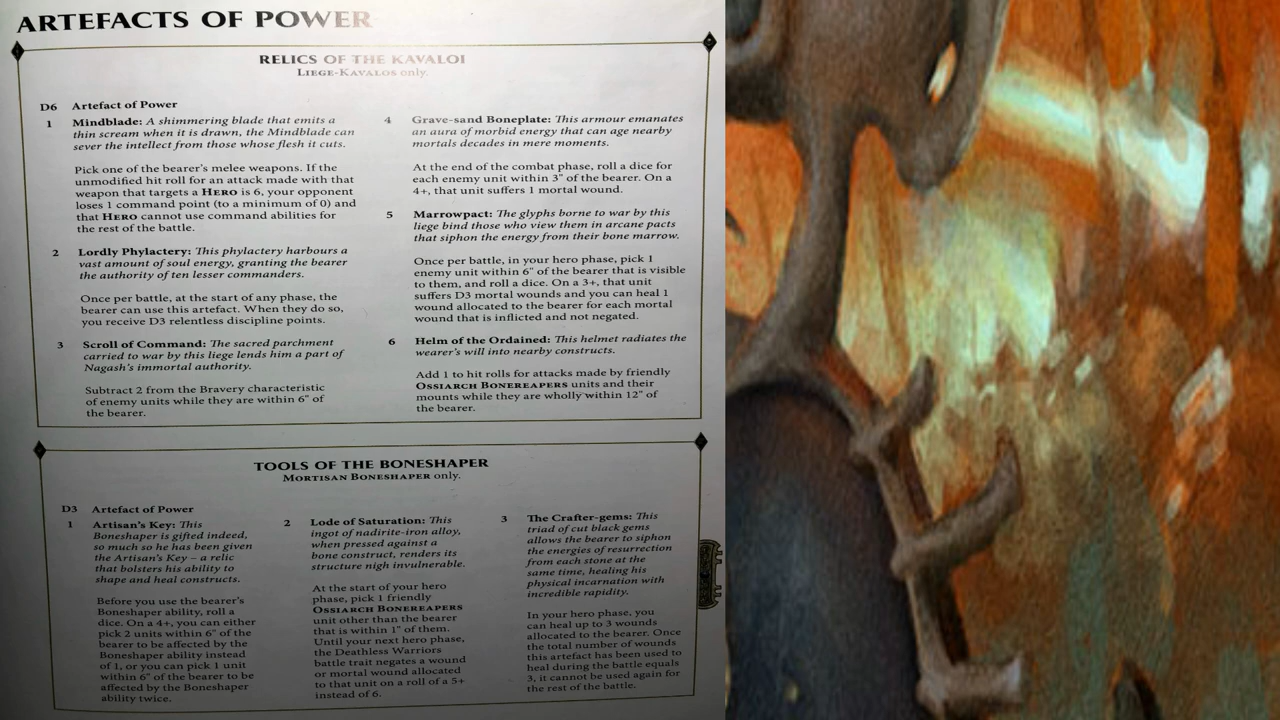 ARTEFACTS OF POWER
RELICS OF THE KAVALOI
LIEGE-KAVALOS only.
D6 Artefact of Power
1 Mindblade: A shimmering blade that emits a
thin scream when it is drawn, the Mindblade can
sever the intellect from those whose flesh it cuts.
Pick one of the bearer's melee weapons. If the
unmodified hit roll for an attack made with that
weapon that targets a HERO is 6, your opponent
loses 1 command point (to a minimum of 0) and
that HERO cannot use command abilities for
the rest of the battle.
2 Lordly Phylactery: This phylactery harbours a
vast amount of soul energy, granting the bearer
the authority of ten lesser commanders.
Once per battle, at the start of any phase, the
bearer can use this artefact. When they do so,
you receive D3 relentless discipline points.
3 Scroll of Command: The sacred parchment
carried to war by this liege lends him a part of
Nagash's immortal authority.
Subtract 2 from the Bravery characteristic
of enemy units while they are within 6" of
the bearer.
4 Grave-sand Boneplate: This armour emanates
an aura of morbid energy that can age nearby
mortals decades in mere moments.
At the end of the combat phase, roll a dice for
each enemy unit within 3" of the bearer. On a
4+, that unit suffers 1 mortal wound.
5 Marrowpact: The glyphs borne to war by this
liege bind those who view them in arcane pacts
that siphon the energy from their bone marrow.
Once per battle, in your hero phase, pick 1
enemy unit within 6" of the bearer that is visible
to them, and roll a dice. On a 3+, that unit
suffers D3 mortal wounds and you can heal 1
wound allocated to the bearer for each mortal
wound that is inflicted and not negated.
6 Helm of the Ordained: This helmet radiates the
wearer's will into nearby constructs.
Add 1 to hit rolls for attacks made by friendly
OSSIARCH BONEREAPERS units and their
mounts while they are wholly within 12" of
the bearer.
TOOLS OF THE BONESHAPER
MORTISAN BONESHAPER only.
D3 Artefact of Power
1 Artisan's Key: This
Boneshaper is gifted indeed,
so much so he has been given
the Artisan's Key – a relic
that bolsters his ability to
shape and heal constructs.
Before you use the bearer's
Boneshaper ability, roll a
dice. On a 4+, you can either
pick 2 units within 6" of the
bearer to be affected by the
Boneshaper ability instead
of 1, or you can pick 1 unit
within 6" of the bearer to be
affected by the Boneshaper
ability twice.
2 Lode of Saturation: This
ingot of nadirite-iron alloy,
when pressed against a
bone construct, renders its
structure nigh invulnerable.
At the start of your hero
phase, pick 1 friendly
OSSIARCH BONEREAPERS
unit other than the bearer
that is within 1" of them.
Until your next hero phase,
the Deathless Warriors
battle trait negates a wound
or mortal wound allocated
to that unit on a roll of a 5+
instead of 6.
3 The Crafter-gems: This
triad of cut black gems
allows the bearer to siphon
the energies of resurrection
from each stone at the
same time, healing his
physical incarnation with
incredible rapidity.
In your hero phase, you
can heal up to 3 wounds
allocated to the bearer. Once
the total number of wounds
this artefact has been used to
heal during the battle equals
3, it cannot be used again for
the rest of the battle.